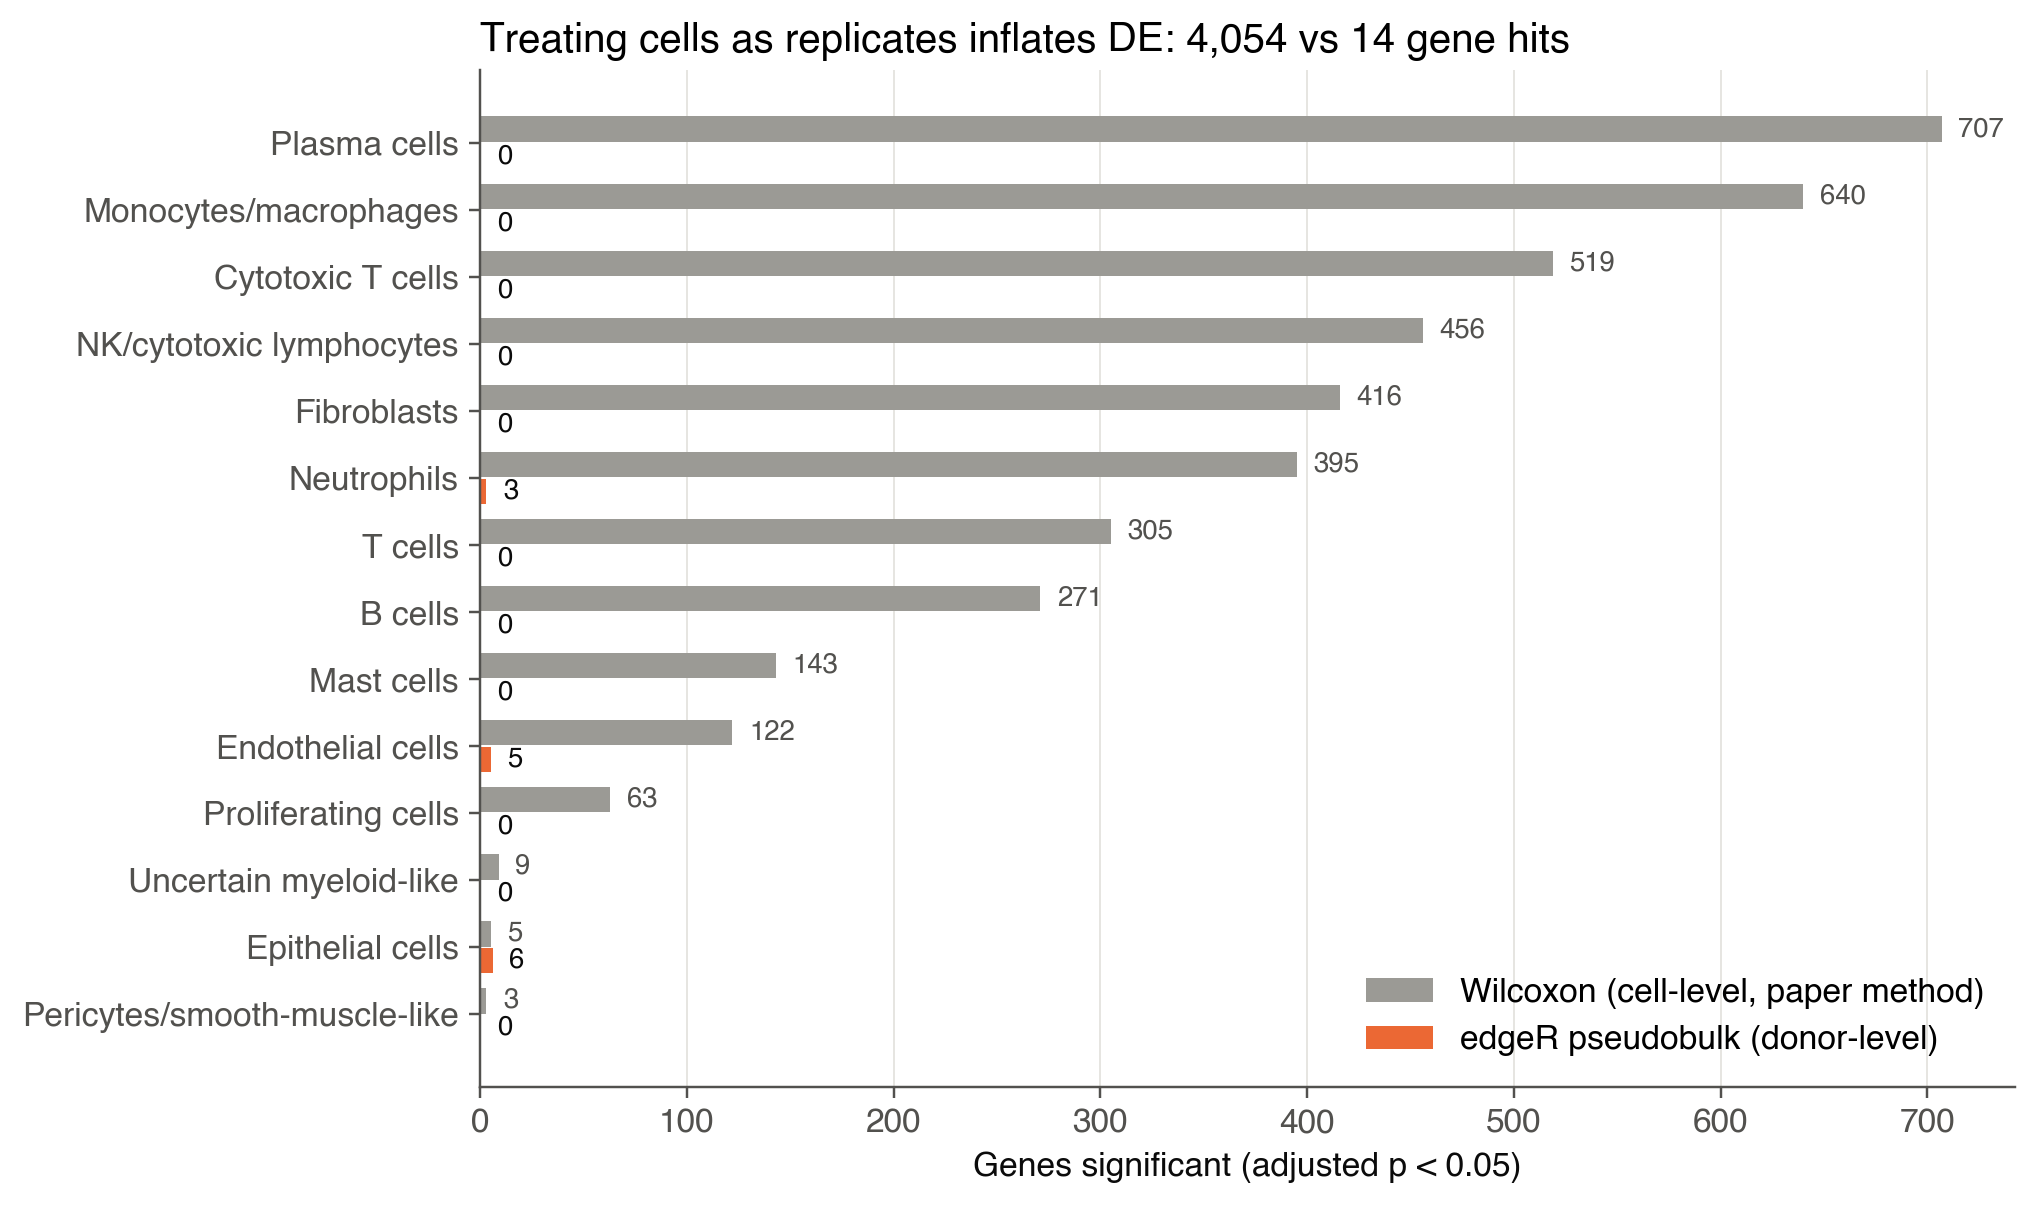 Treating cells as replicates inflates DE: 4,054 vs 14 gene hits
Plasma cells
707
0
Monocytes/macrophages
640
0
Cytotoxic T cells
519
0
NK/cytotoxic lymphocytes
456
0
Fibroblasts
416
0
Neutrophils
395
3
T cells
305
0
B cells
271
0
Mast cells
143
0
Endothelial cells
122
5
Proliferating cells
63
0
Uncertain myeloid-like
9
0
Epithelial cells
5
6
Pericytes/smooth-muscle-like
3
0
Wilcoxon (cell-level, paper method)
edgeR pseudobulk (donor-level)
0 100 200 300 400 500 600 700
Genes significant (adjusted p < 0.05)